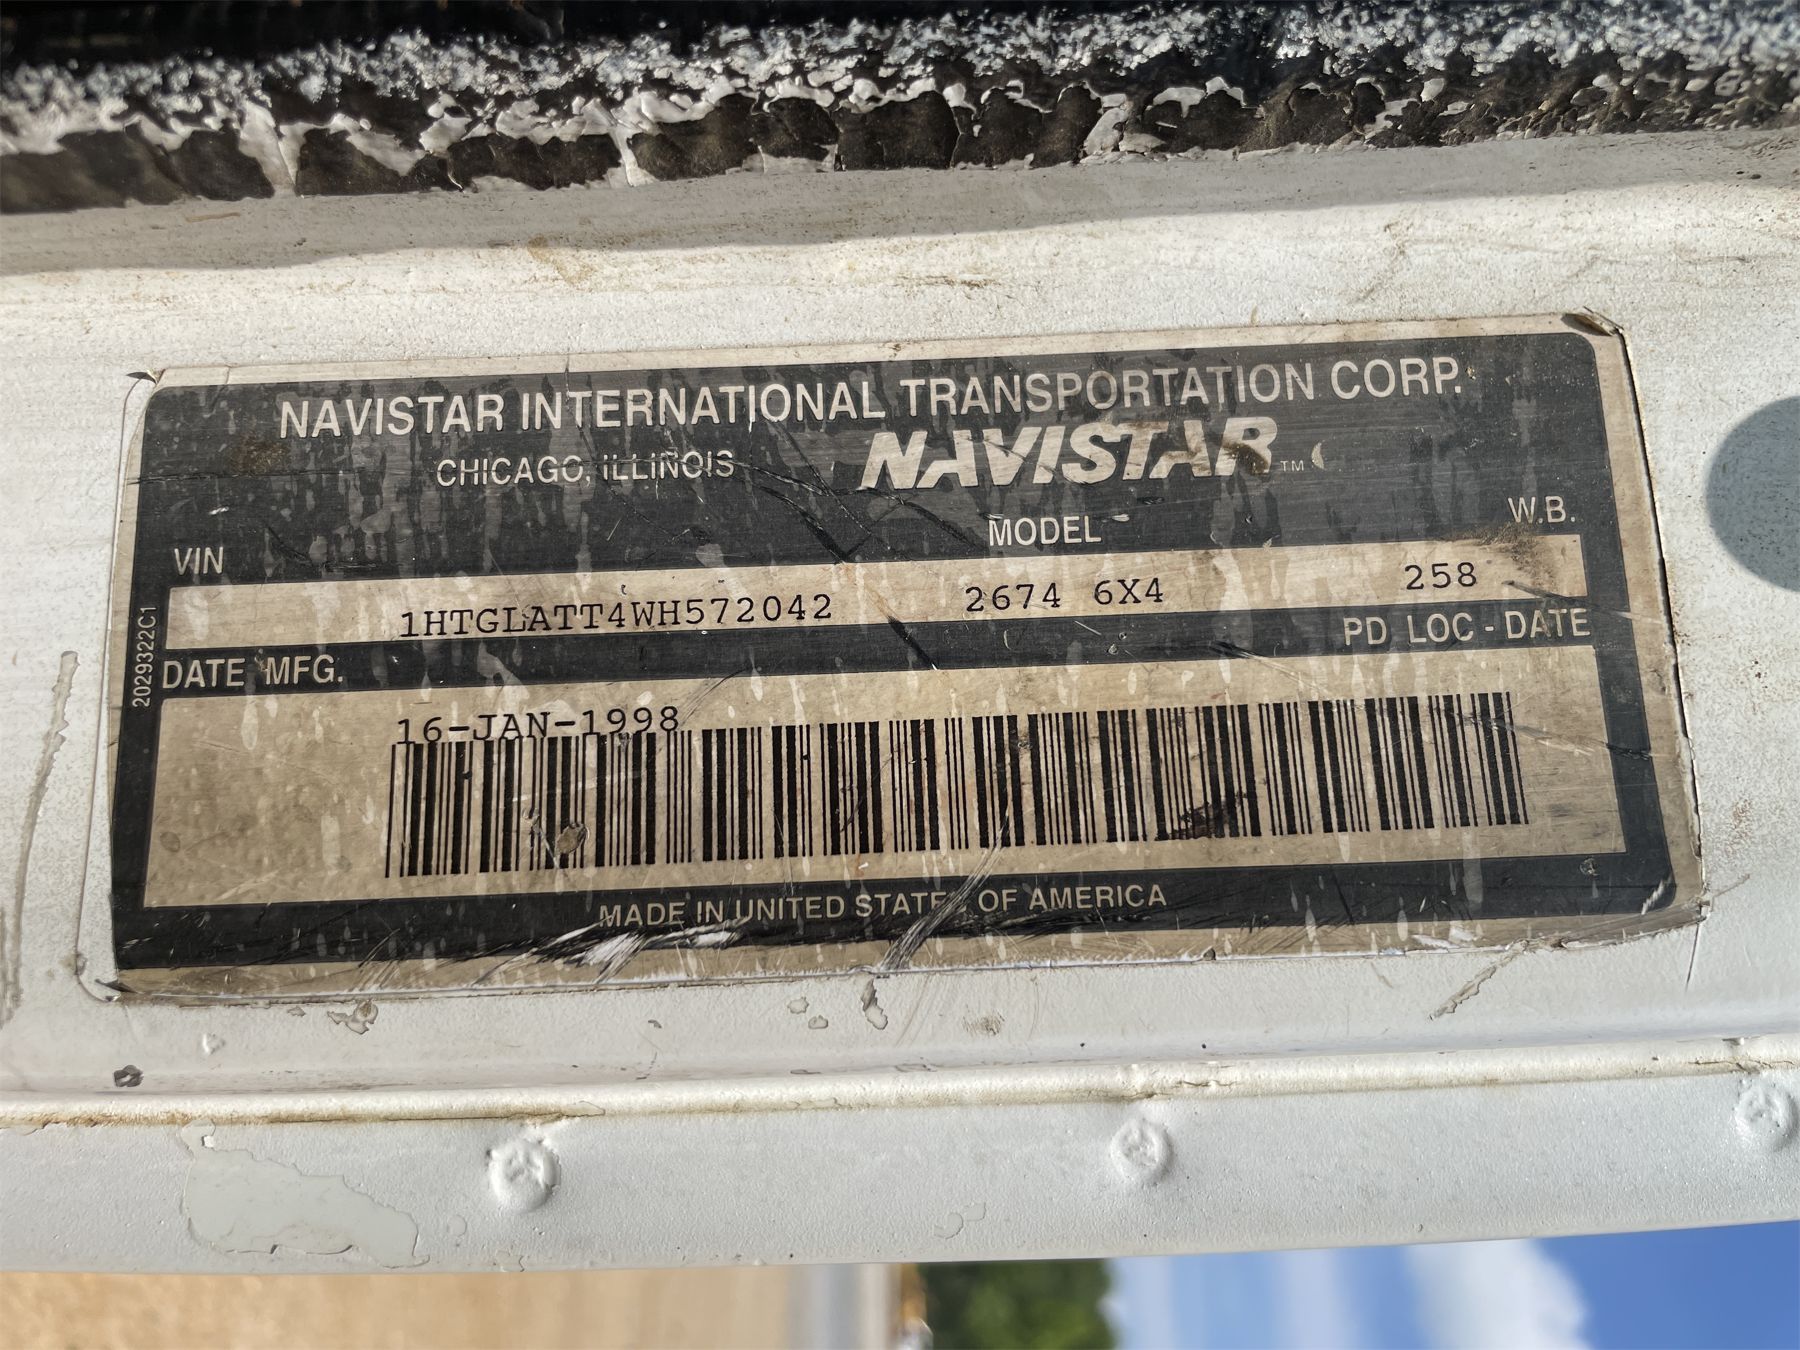 NAVISTAR INTERNATIONAL TRANSPORTATION CORP.
CHICAGO, ILLINOIS NAVISTAR TM
VIN MODEL W.B.
1HTGLATT4WH572042 2674 6X4 258
DATE MFG. PD LOC - DATE
16-JAN-1998
MADE IN UNITED STATES OF AMERICA
2029322C1